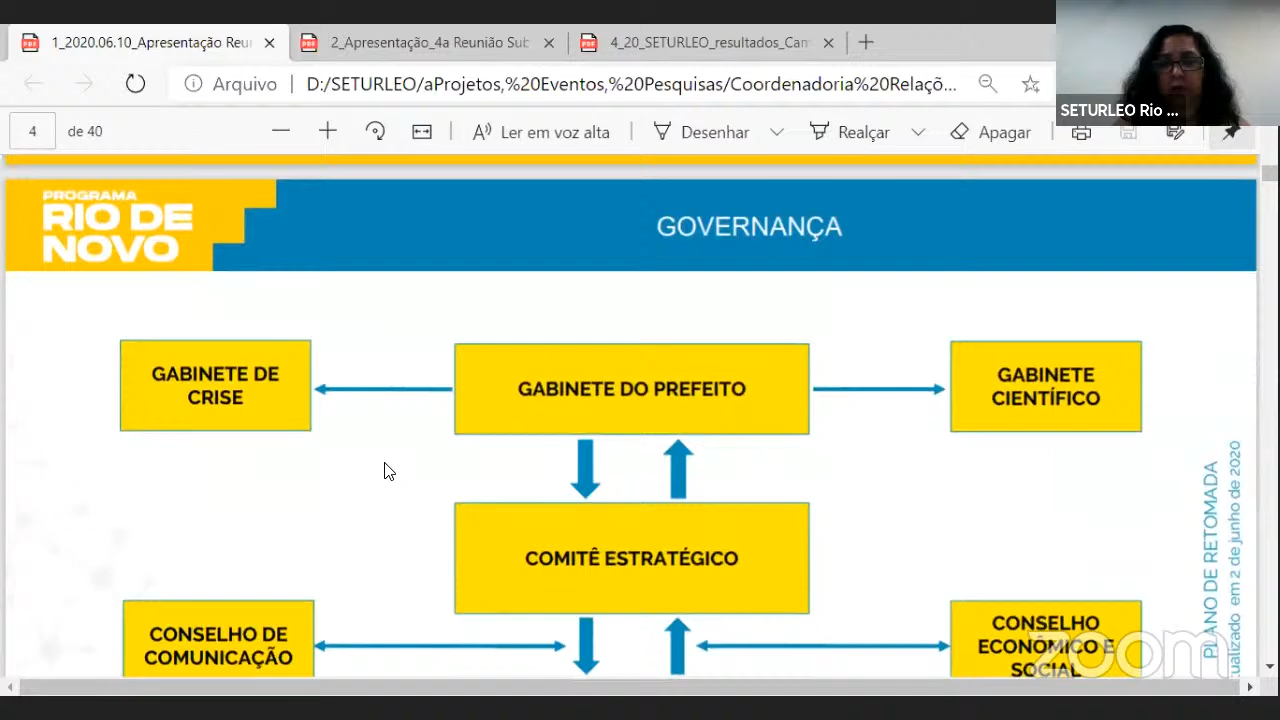 1_2020.06.10_Apresentação Reu
2_Apresentação_4a Reunião Sub
4_20_SETURLEO_resultados_Cam
Arquivo
D:/SETURLEO/aProjetos,%20Eventos,%20Pesquisas/Coordenadoria%20Relaçõ...
SETURLEO Rio ...
4
de 40
Ler em voz alta
Desenhar
Realçar
Apagar
PROGRAMA
RIO DE
NOVO
GOVERNANÇA
GABINETE DE
CRISE
GABINETE DO PREFEITO
GABINETE
CIENTÍFICO
COMITÊ ESTRATÉGICO
CONSELHO DE
COMUNICAÇÃO
CONSELHO
ECONÔMICO E
SOCIAL
PLANO DE RETOMADA
ualizado em 2 de junho de 2020
zoom